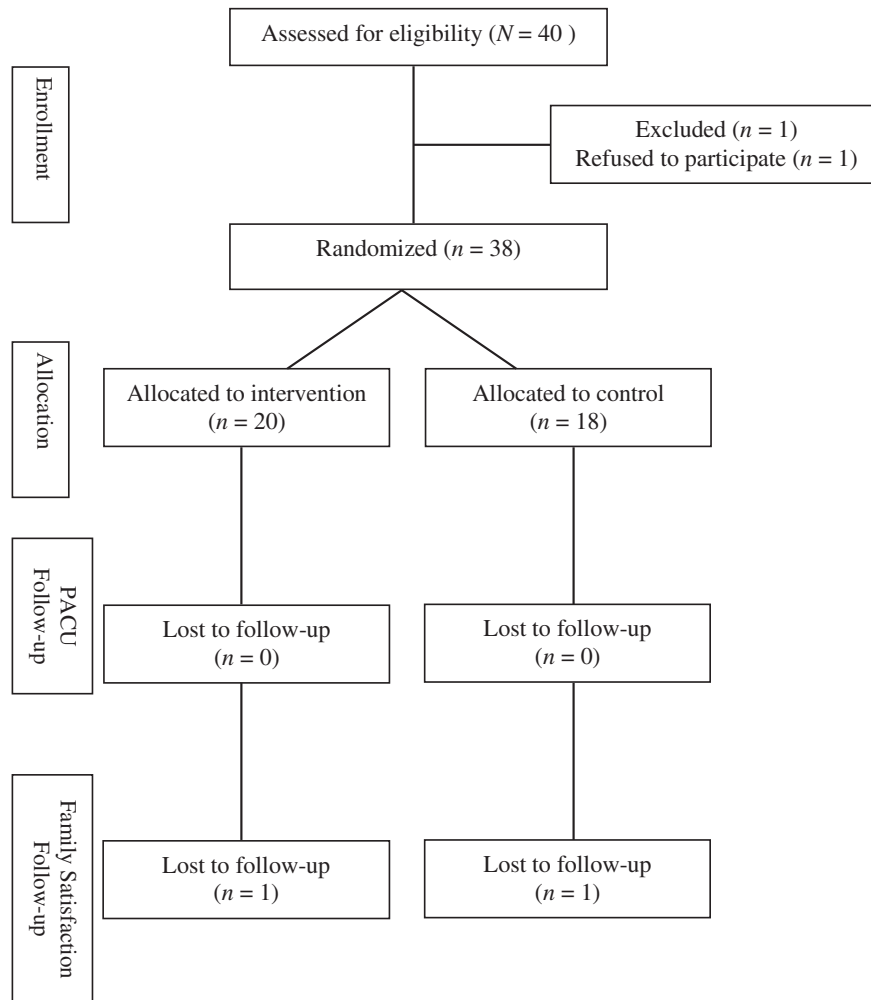 Assessed for eligibility (N = 40 )
Enrollment
Excluded (n = 1)
Refused to participate (n = 1)
Randomized (n = 38)
Allocation
Allocated to intervention
(n = 20)
Allocated to control
(n = 18)
PACU
Follow-up
Lost to follow-up
(n = 0)
Lost to follow-up
(n = 0)
Family Satisfaction
Follow-up
Lost to follow-up
(n = 1)
Lost to follow-up
(n = 1)